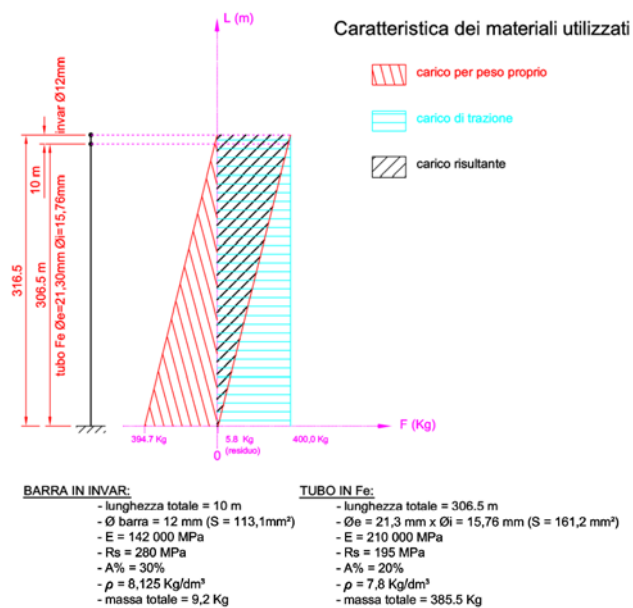 L (m)
Caratteristica dei materiali utilizzati
carico per peso proprio
carico di trazione
carico risultante
invar Ø12mm
10 m
316.5
306.5 m
tubo Fe Øe=21,30mm Øi=15,76mm
F (Kg)
394.7 Kg
5.8 Kg
400,0 Kg
0
(residuo)
BARRA IN INVAR:
- lunghezza totale = 10 m
- Ø barra = 12 mm (S = 113,1mm²)
- E = 142 000 MPa
- Rs = 280 MPa
- A% = 30%
- ρ = 8,125 Kg/dm³
- massa totale = 9,2 Kg
TUBO IN Fe:
- lunghezza totale = 306.5 m
- Øe = 21,3 mm x Øi = 15,76 mm (S = 161,2 mm²)
- E = 210 000 MPa
- Rs = 195 MPa
- A% = 20%
- ρ = 7,8 Kg/dm³
- massa totale = 385.5 Kg